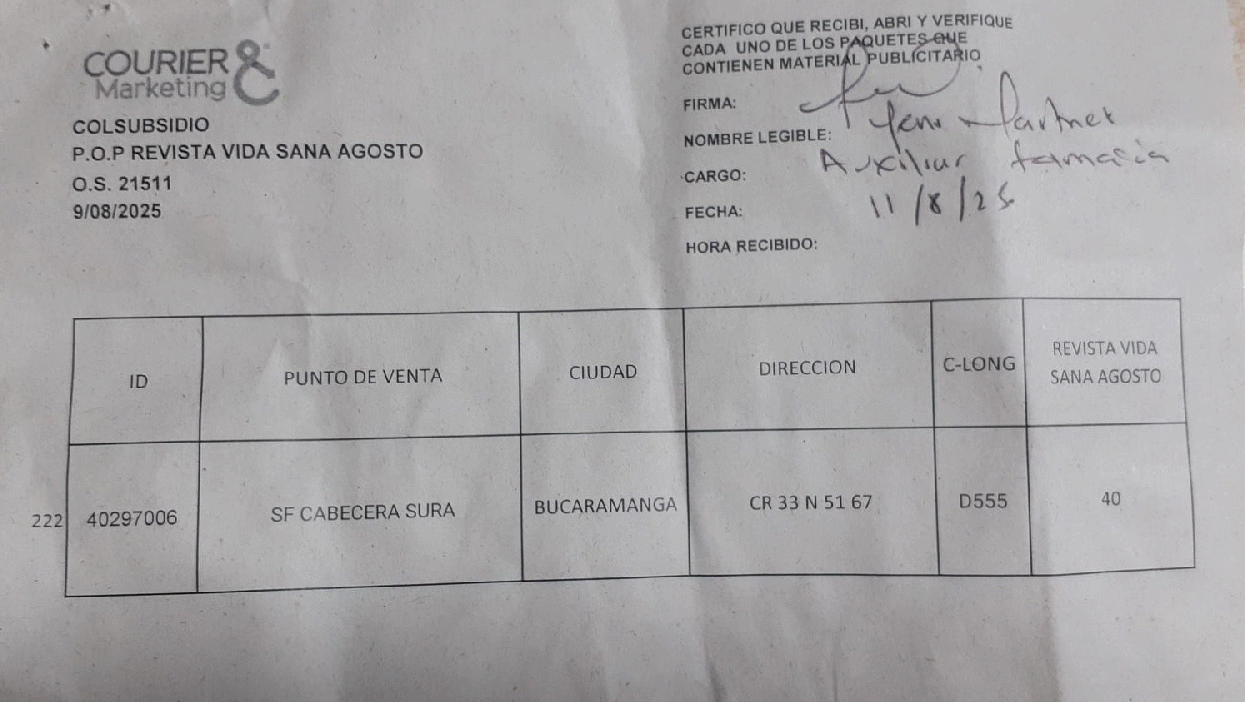 COURIER &
Marketing
COLSUBSIDIO
P.O.P REVISTA VIDA SANA AGOSTO
O.S. 21511
9/08/2025
CERTIFICO QUE RECIBI, ABRI Y VERIFIQUE
CADA UNO DE LOS PAQUETES QUE
CONTIENEN MATERIAL PUBLICITARIO
FIRMA:
NOMBRE LEGIBLE:
CARGO: Auxiliar farmacia
FECHA: 11/8/25
HORA RECIBIDO:
ID PUNTO DE VENTA CIUDAD DIRECCION C-LONG REVISTA VIDA
SANA AGOSTO
222 40297006 SF CABECERA SURA BUCARAMANGA CR 33 N 51 67 D555 40